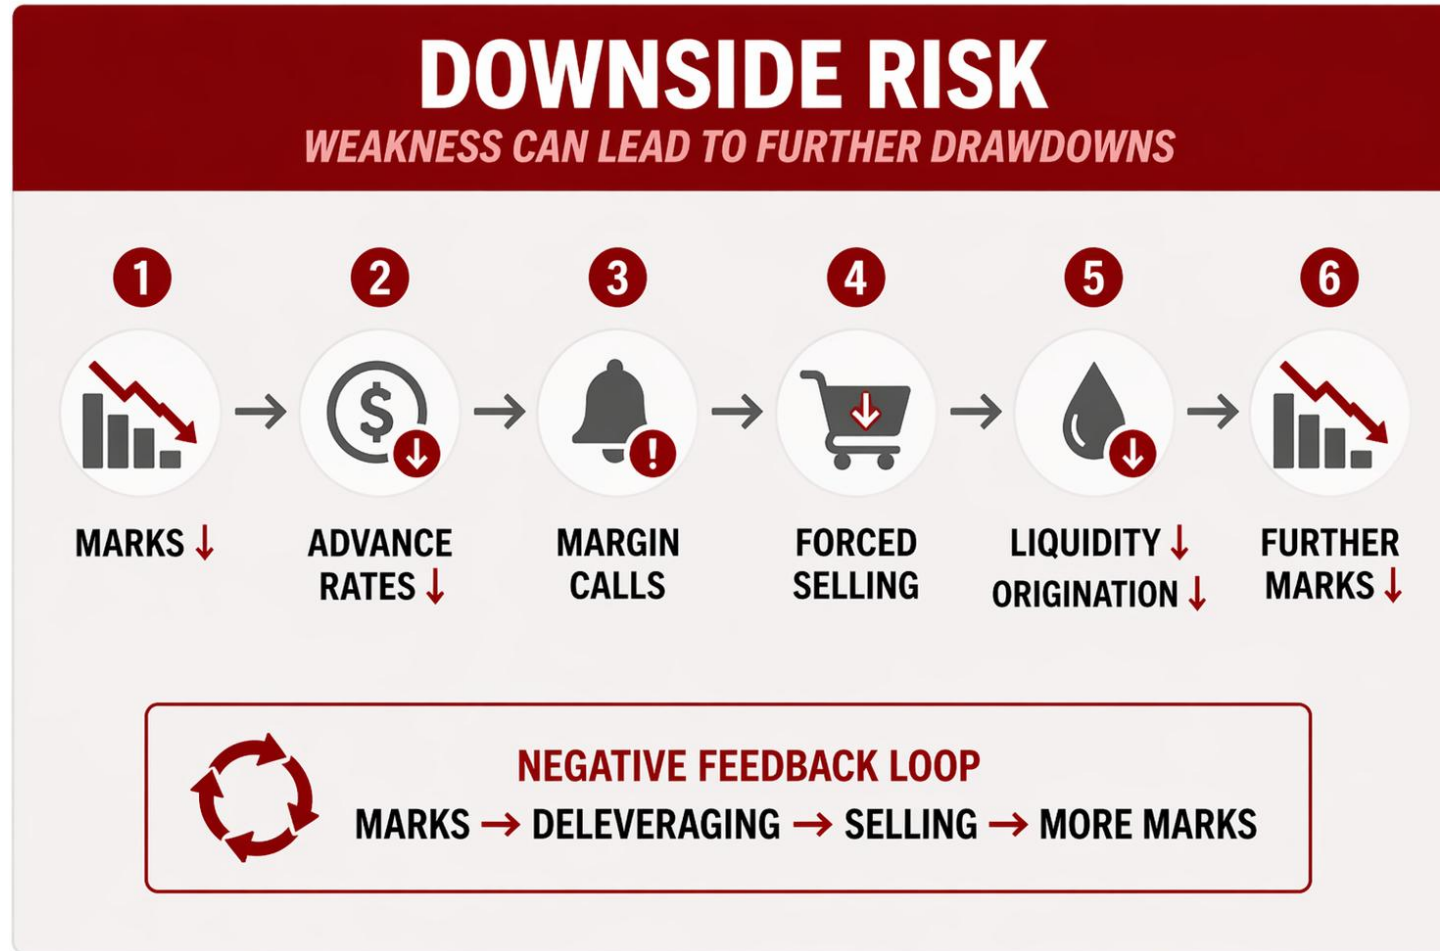 DOWNSIDE RISK
WEAKNESS CAN LEAD TO FURTHER DRAWDOWNS
1
2
3
4
5
6
$
!
MARKS ↓
ADVANCE
RATES ↓
MARGIN
CALLS
FORCED
SELLING
LIQUIDITY ↓
ORIGINATION ↓
FURTHER
MARKS ↓
NEGATIVE FEEDBACK LOOP
MARKS → DELEVERAGING → SELLING → MORE MARKS